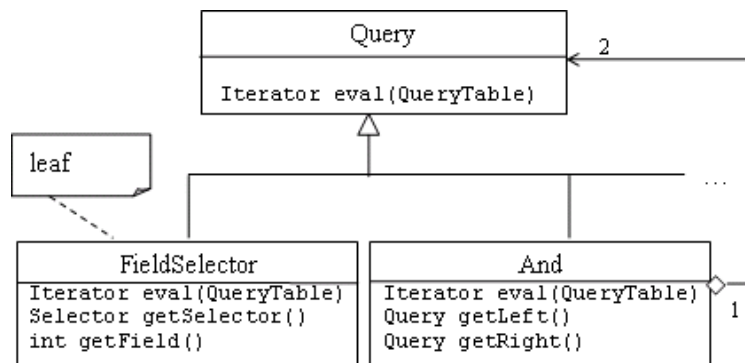 Query
Iterator eval(QueryTable)
2
leaf
...
FieldSelector
Iterator eval(QueryTable)
Selector getSelector()
int getField()
And
Iterator eval(QueryTable)
Query getLeft()
Query getRight()
1